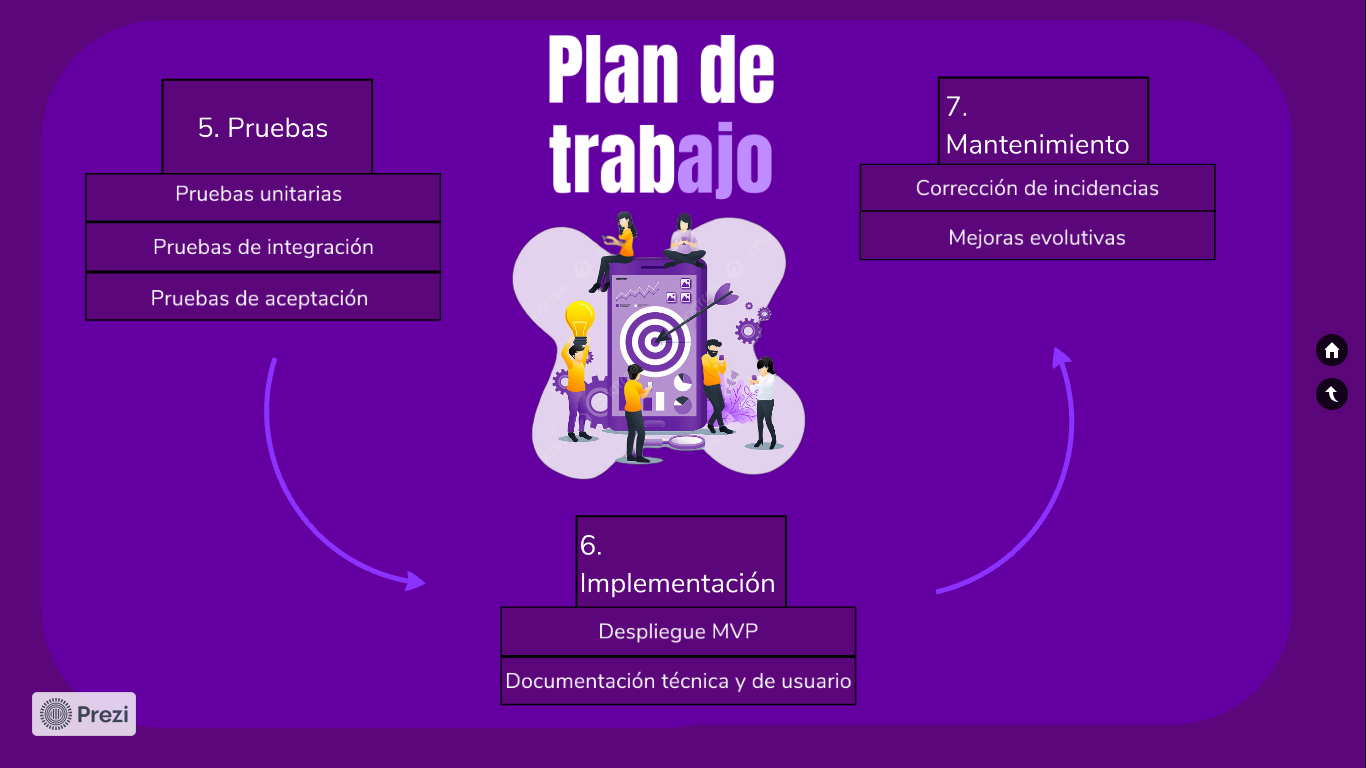 Plan de
trabajo
5. Pruebas
Pruebas unitarias
Pruebas de integración
Pruebas de aceptación
6.
Implementación
Despliegue MVP
Documentación técnica y de usuario
7.
Mantenimiento
Corrección de incidencias
Mejoras evolutivas
Prezi